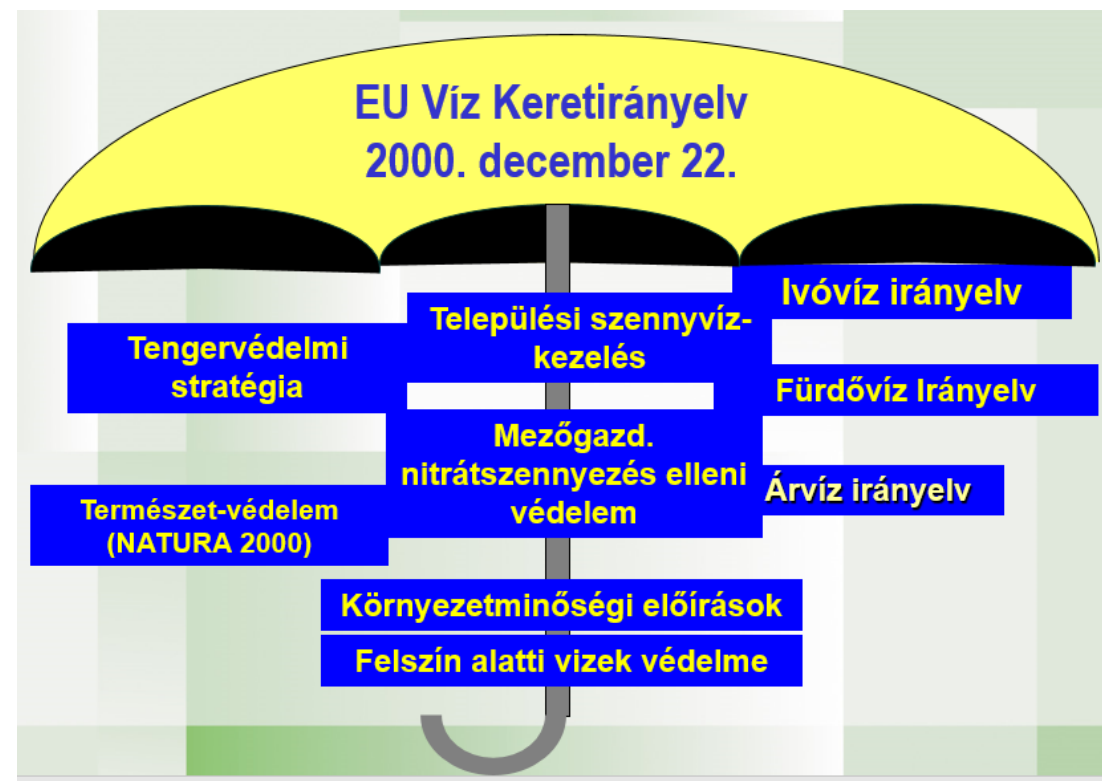 EU Víz Keretirányelv
2000. december 22.
Ivóvíz irányelv
Települési szennyvíz-
kezelés
Tengervédelmi
stratégia
Fürdővíz Irányelv
Mezőgazd.
nitrátszennyezés elleni
védelem
Árvíz irányelv
Természet-védelem
(NATURA 2000)
Környezetminőségi előírások
Felszín alatti vizek védelme